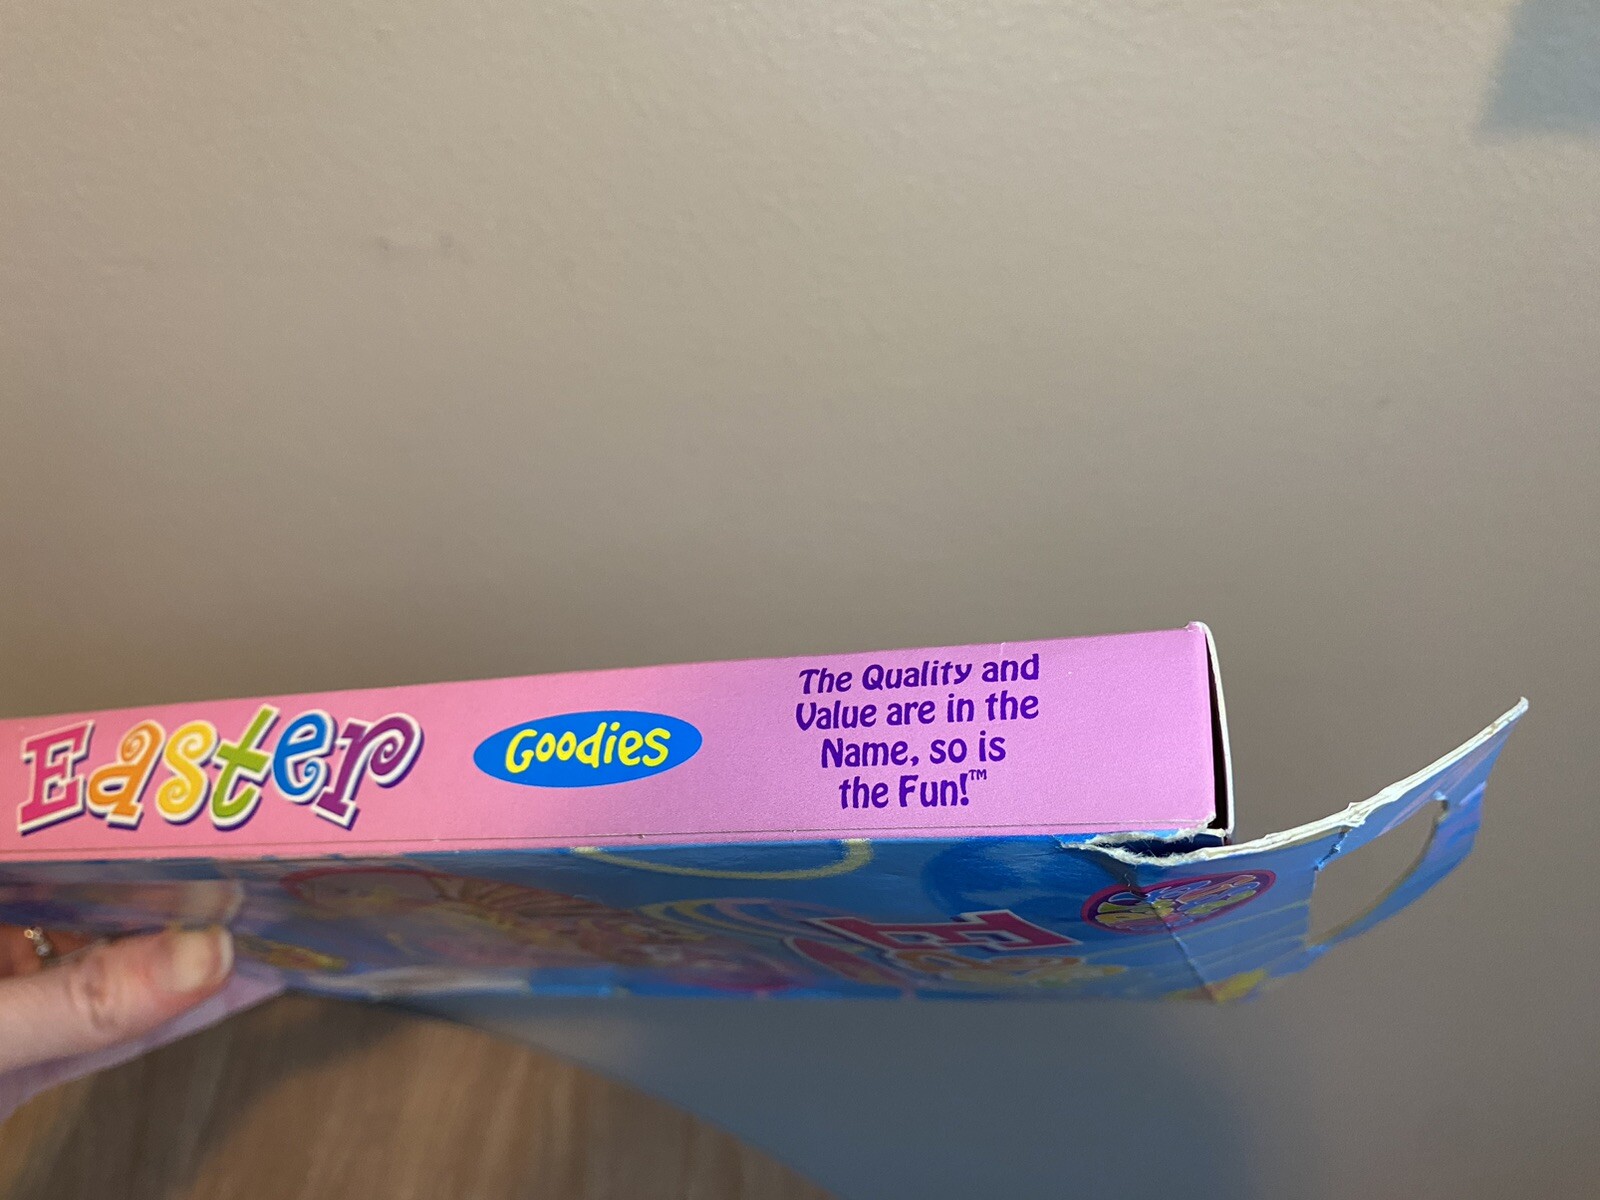 Easter
Goodies
The Quality and
Value are in the
Name, so is
the Fun!™